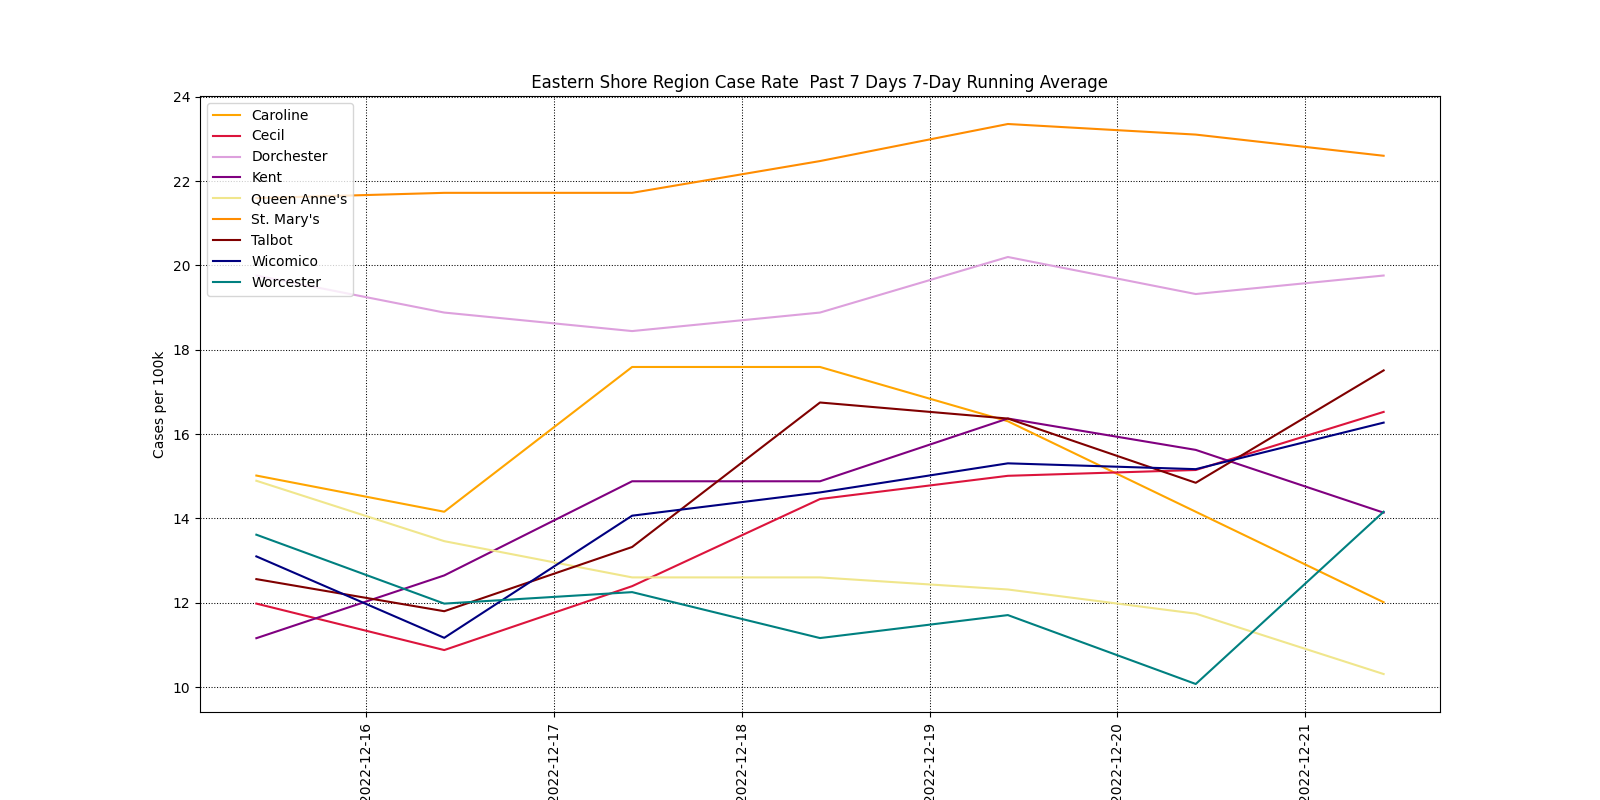 Eastern Shore Region Case Rate  Past 7 Days 7-Day Running Average
24
22
20
18
16
14
12
10
Cases per 100k
Caroline
Cecil
Dorchester
Kent
Queen Anne's
St. Mary's
Talbot
Wicomico
Worcester
2022-12-16
2022-12-17
2022-12-18
2022-12-19
2022-12-20
2022-12-21